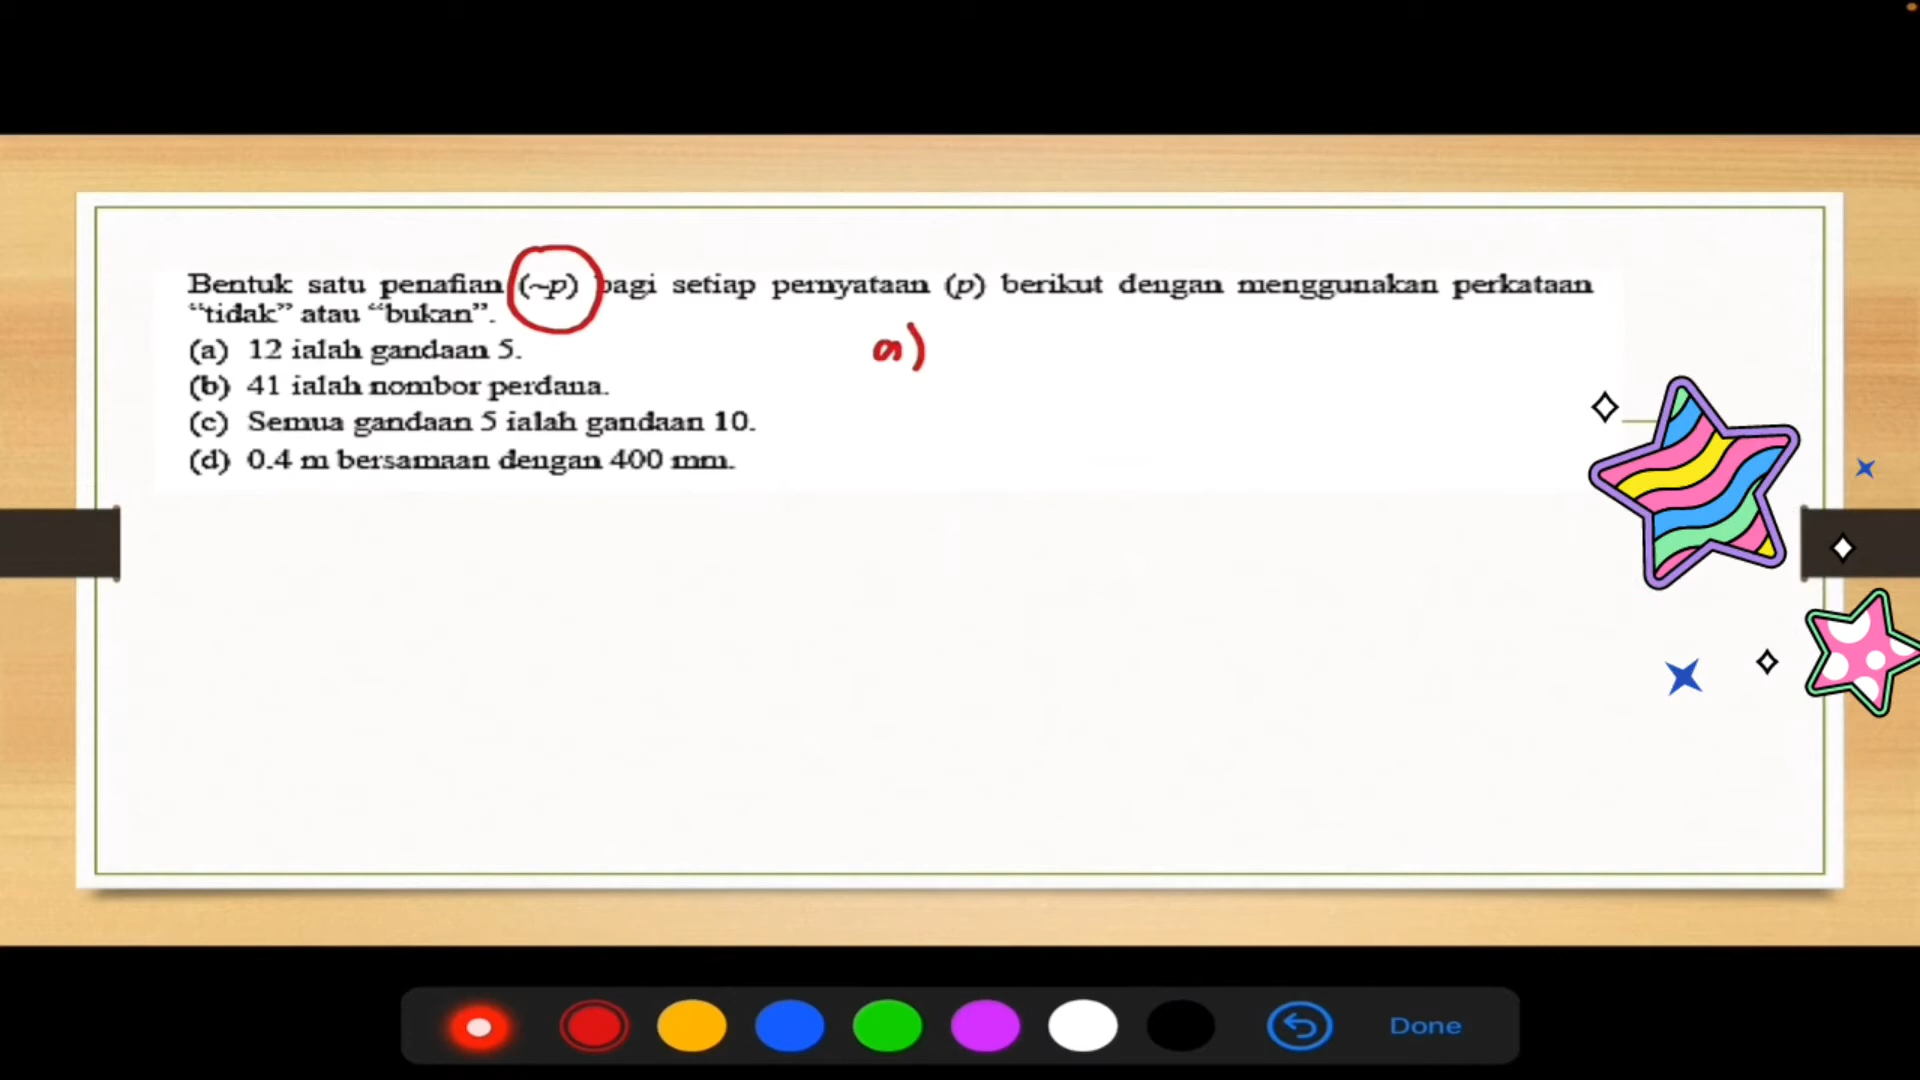 Bentuk satu penafian (~p) bagi setiap pernyataan (p) berikut dengan menggunakan perkataan
“tidak” atau “bukan”.
a)
(a) 12 ialah gandaan 5.
(b) 41 ialah nombor perdana.
(c) Semua gandaan 5 ialah gandaan 10.
(d) 0.4 m bersamaan dengan 400 mm.
Done